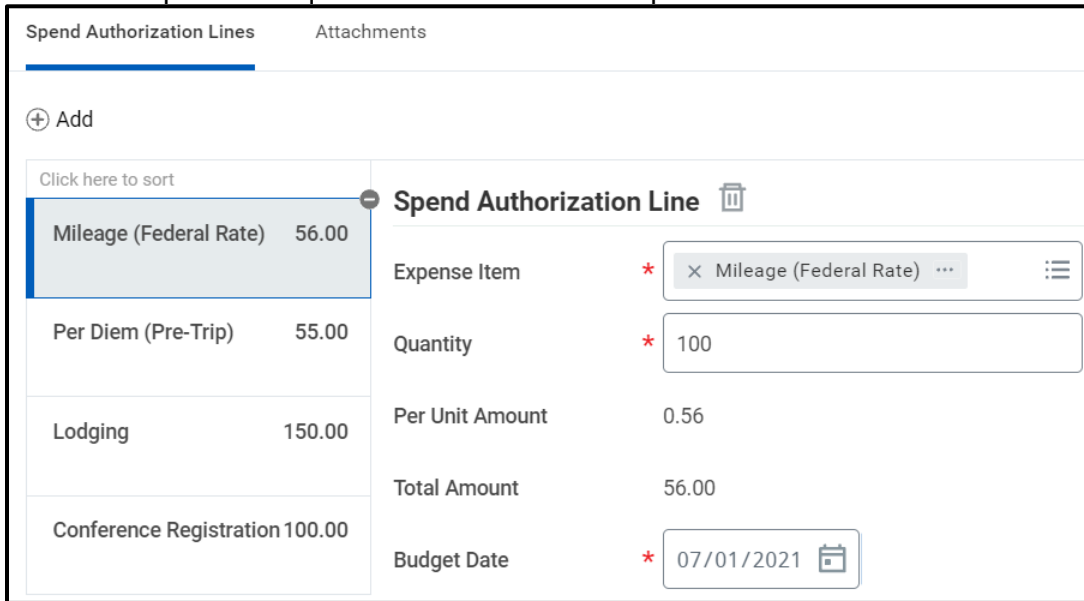 Spend Authorization Lines Attachments
Add
Click here to sort
Mileage (Federal Rate) 56.00
Per Diem (Pre-Trip) 55.00
Lodging 150.00
Conference Registration 100.00
Spend Authorization Line
Expense Item * × Mileage (Federal Rate) ...
Quantity * 100
Per Unit Amount 0.56
Total Amount 56.00
Budget Date * 07/01/2021